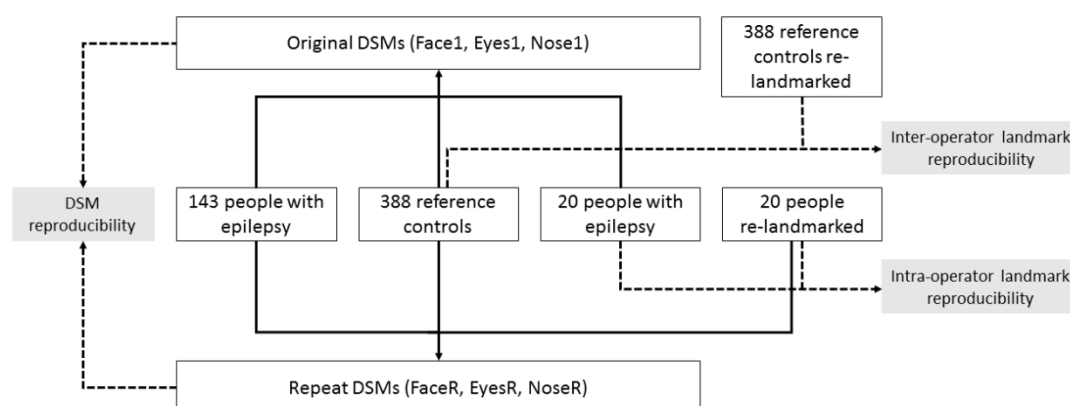 Original DSMs (Face1, Eyes1, Nose1)
388 reference
controls re-
landmarked
Inter-operator landmark
reproducibility
DSM
reproducibility
143 people with
epilepsy
388 reference
controls
20 people with
epilepsy
20 people
re-landmarked
Intra-operator landmark
reproducibility
Repeat DSMs (FaceR, EyesR, NoseR)